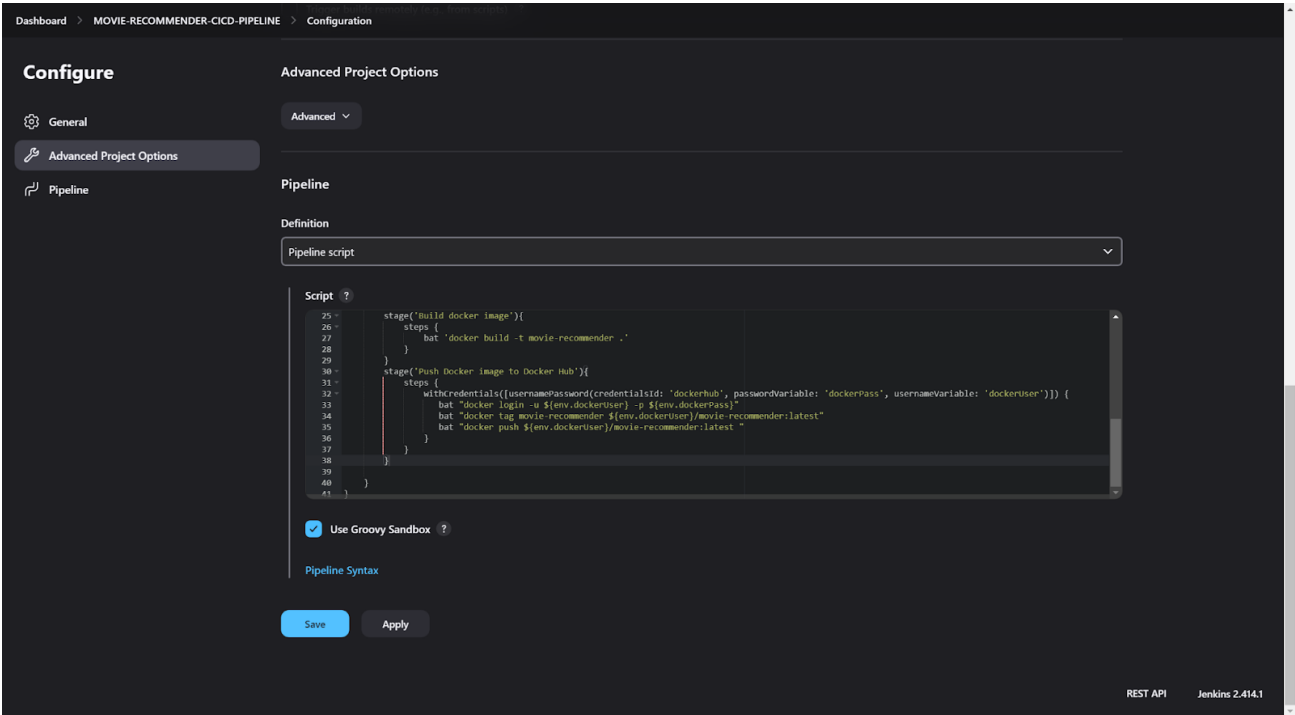 Trigger builds remotely (e.g., from scripts) ?
Dashboard > MOVIE-RECOMMENDER-CICD-PIPELINE > Configuration
Configure
General
Advanced Project Options
Pipeline
Advanced Project Options
Advanced
Pipeline
Definition
Pipeline script
Script ?
25 stage('Build docker image'){
26 steps {
27 bat 'docker build -t movie-recommender .'
28 }
29 }
30 stage('Push Docker image to Docker Hub'){
31 steps {
32 withCredentials([usernamePassword(credentialsId: 'dockerhub', passwordVariable: 'dockerPass', usernameVariable: 'dockerUser')]) {
33 bat "docker login -u ${env.dockerUser} -p ${env.dockerPass}"
34 bat "docker tag movie-recommender ${env.dockerUser}/movie-recommender:latest"
35 bat "docker push ${env.dockerUser}/movie-recommender:latest "
36 }
37 }
38 }
39
40 }
41 }
Use Groovy Sandbox ?
Pipeline Syntax
Save
Apply
REST API
Jenkins 2.414.1